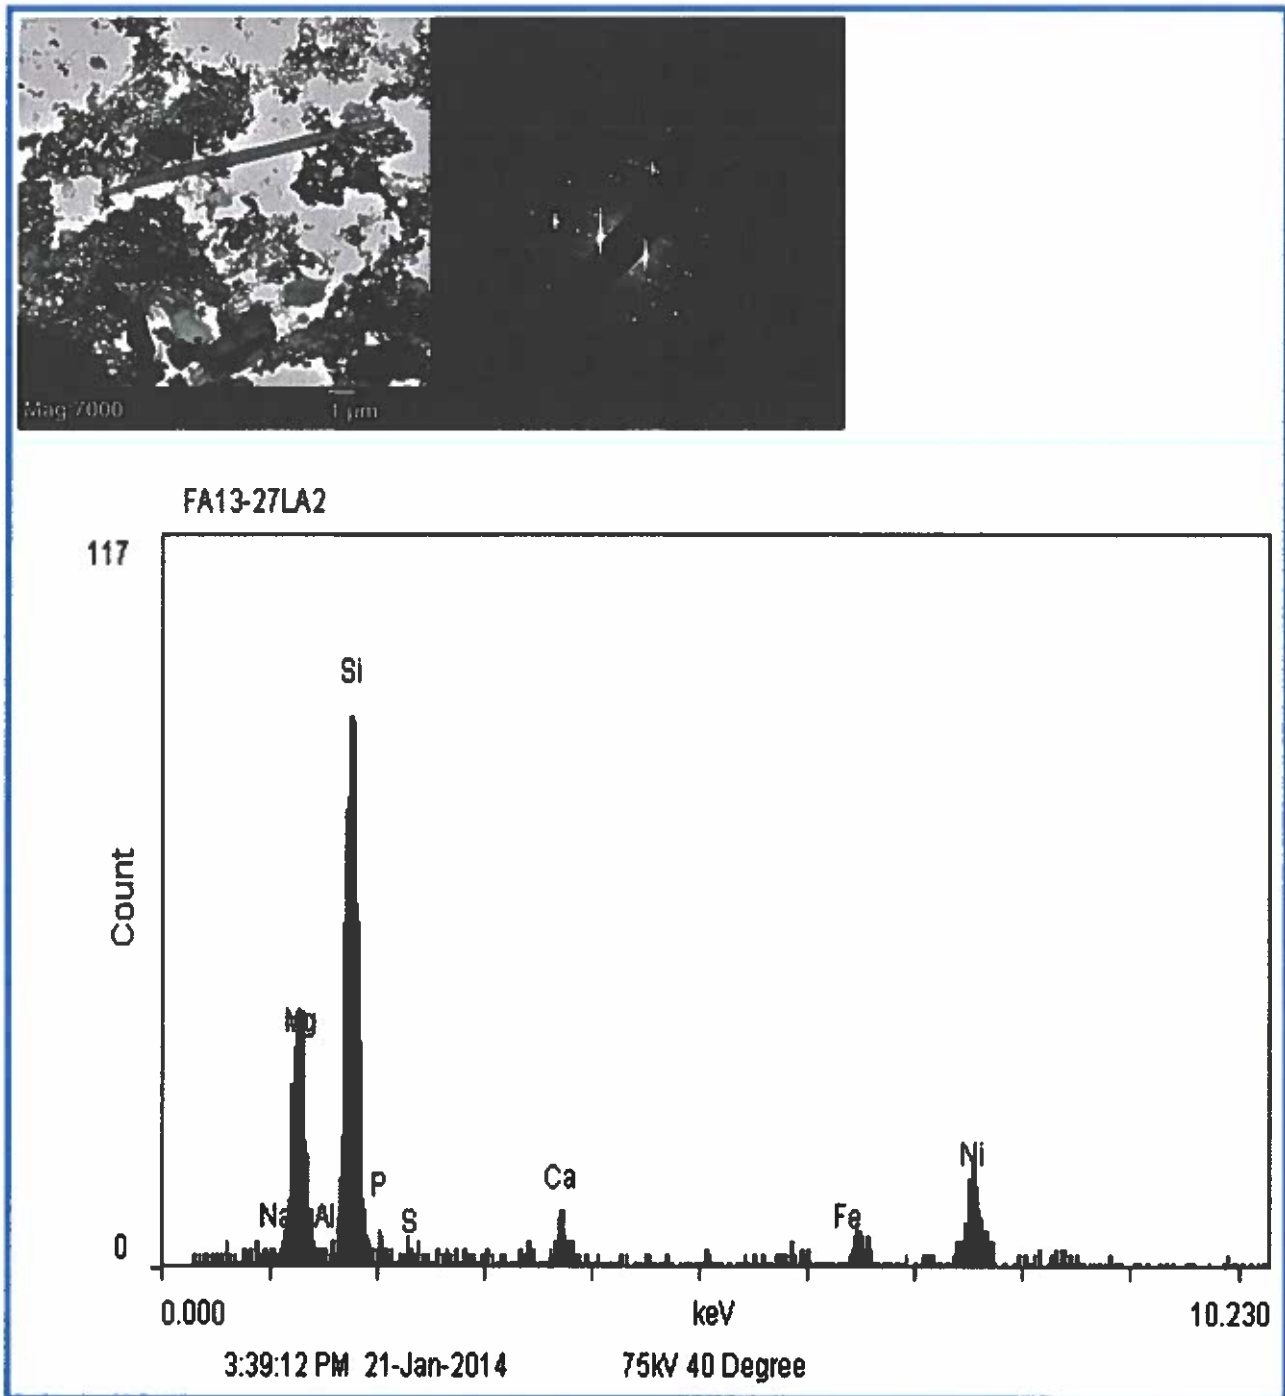 Mag:7000 1 µm
FA13-27LA2
117
Si
Count
Mg
P
Ca
Ni
Na Al S Fe
0
0.000 keV 10.230
3:39:12 PM 21-Jan-2014 75kV 40 Degree